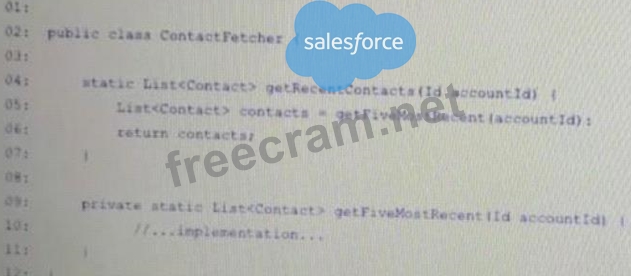 01:
02: public class ContactFetcher {
salesforce
03:
04: static List<Contact> getRecentContacts(Id accountId) {
05: List<Contact> contacts = getFiveMostRecent(accountId);
06: return contacts;
07: }
freecram.net
08:
09: private static List<Contact> getFiveMostRecent(Id accountId) {
10: //...implementation...
11: }
12: }